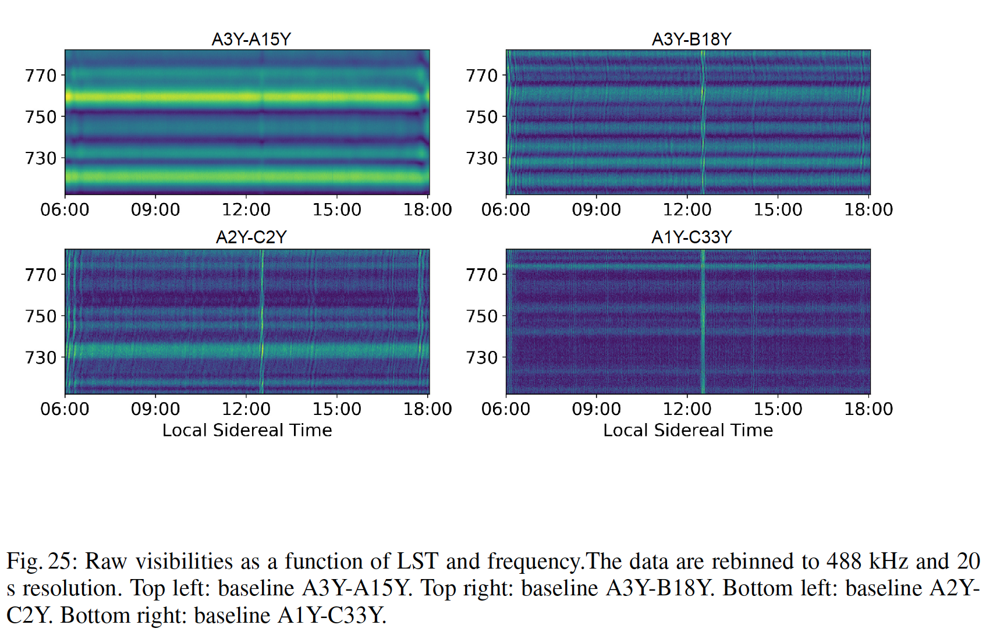 A3Y-A15Y
770
750
730
06:00 09:00 12:00 15:00 18:00
A3Y-B18Y
770
750
730
06:00 09:00 12:00 15:00 18:00
A2Y-C2Y
770
750
730
06:00 09:00 12:00 15:00 18:00
Local Sidereal Time
A1Y-C33Y
770
750
730
06:00 09:00 12:00 15:00 18:00
Local Sidereal Time
Fig. 25: Raw visibilities as a function of LST and frequency.The data are rebinned to 488 kHz and 20
s resolution. Top left: baseline A3Y-A15Y. Top right: baseline A3Y-B18Y. Bottom left: baseline A2Y-
C2Y. Bottom right: baseline A1Y-C33Y.